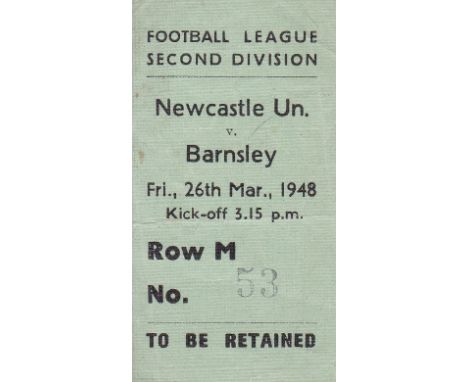 FOOTBALL LEAGUE
SECOND DIVISION
Newcastle Un.
v.
Barnsley
Fri., 26th Mar., 1948
Kick-off 3.15 p.m.
Row M
No. 53
TO BE RETAINED